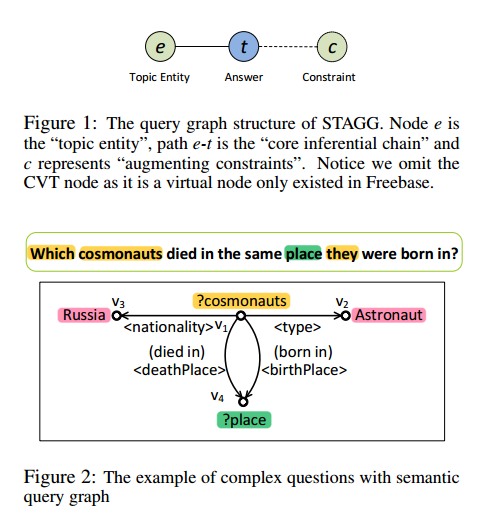 e t c
Topic Entity Answer Constraint
Figure 1: The query graph structure of STAGG. Node e is
the “topic entity”, path e-t is the “core inferential chain” and
c represents “augmenting constraints”. Notice we omit the
CVT node as it is a virtual node only existed in Freebase.
Which cosmonauts died in the same place they were born in?
v₃ ?cosmonauts v₂
Russia Astronaut
<nationality> v₁ <type>
(died in) (born in)
<deathPlace> <birthPlace>
v₄
?place
Figure 2: The example of complex questions with semantic
query graph